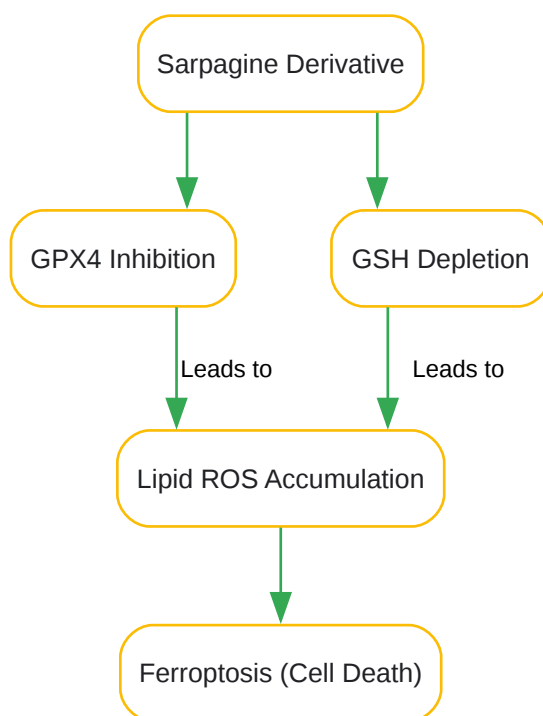 Sarpagine Derivative
GPX4 Inhibition
GSH Depletion
Leads to
Leads to
Lipid ROS Accumulation
Ferroptosis (Cell Death)